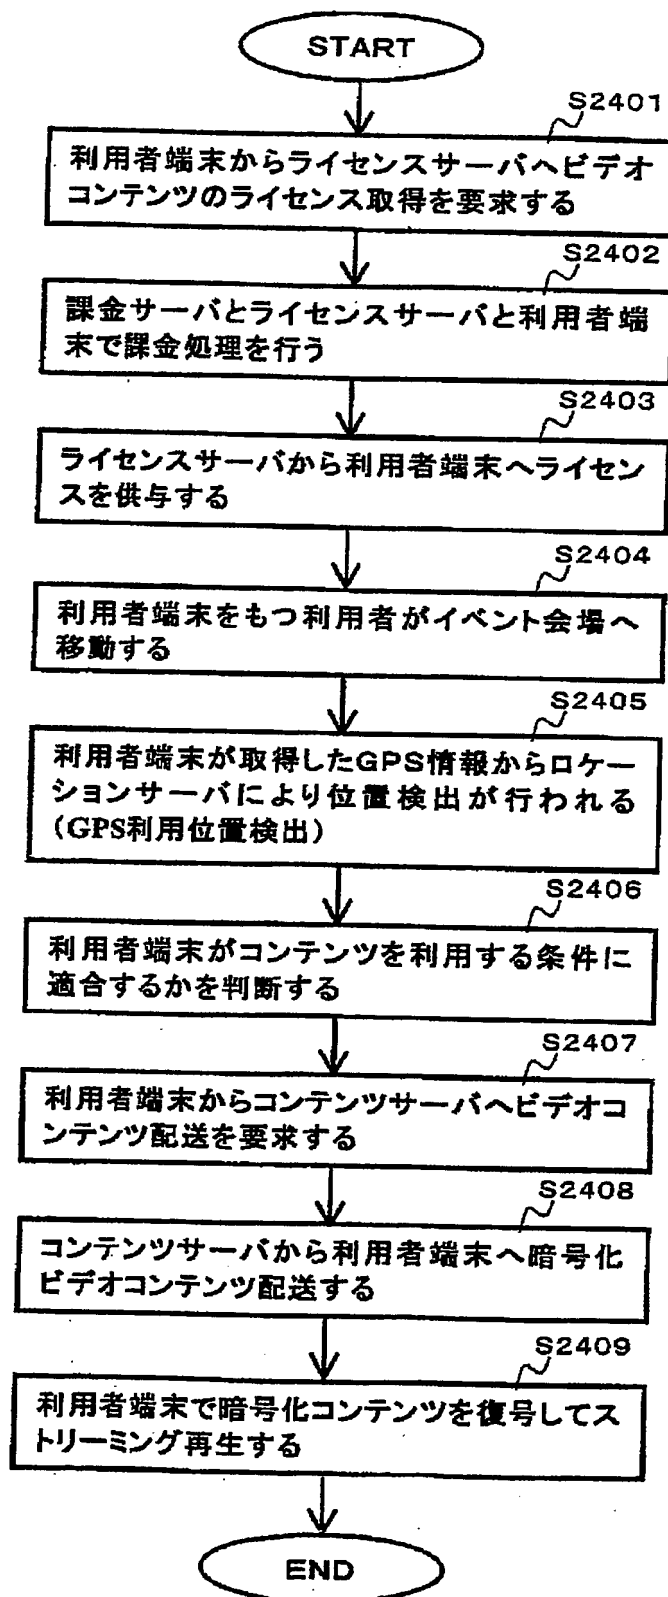 START
S2401
利用者端末からライセンスサーバへビデオ
コンテンツのライセンス取得を要求する
S2402
課金サーバとライセンスサーバと利用者端
末で課金処理を行う
S2403
ライセンスサーバから利用者端末へライセン
スを供与する
S2404
利用者端末をもつ利用者がイベント会場へ
移動する
S2405
利用者端末が取得したGPS情報からロケー
ションサーバにより位置検出が行われる
(GPS利用位置検出)
S2406
利用者端末がコンテンツを利用する条件に
適合するかを判断する
S2407
利用者端末からコンテンツサーバへビデオコ
ンテンツ配送を要求する
S2408
コンテンツサーバから利用者端末へ暗号化
ビデオコンテンツ配送する
S2409
利用者端末で暗号化コンテンツを復号してス
トリーミング再生する
END